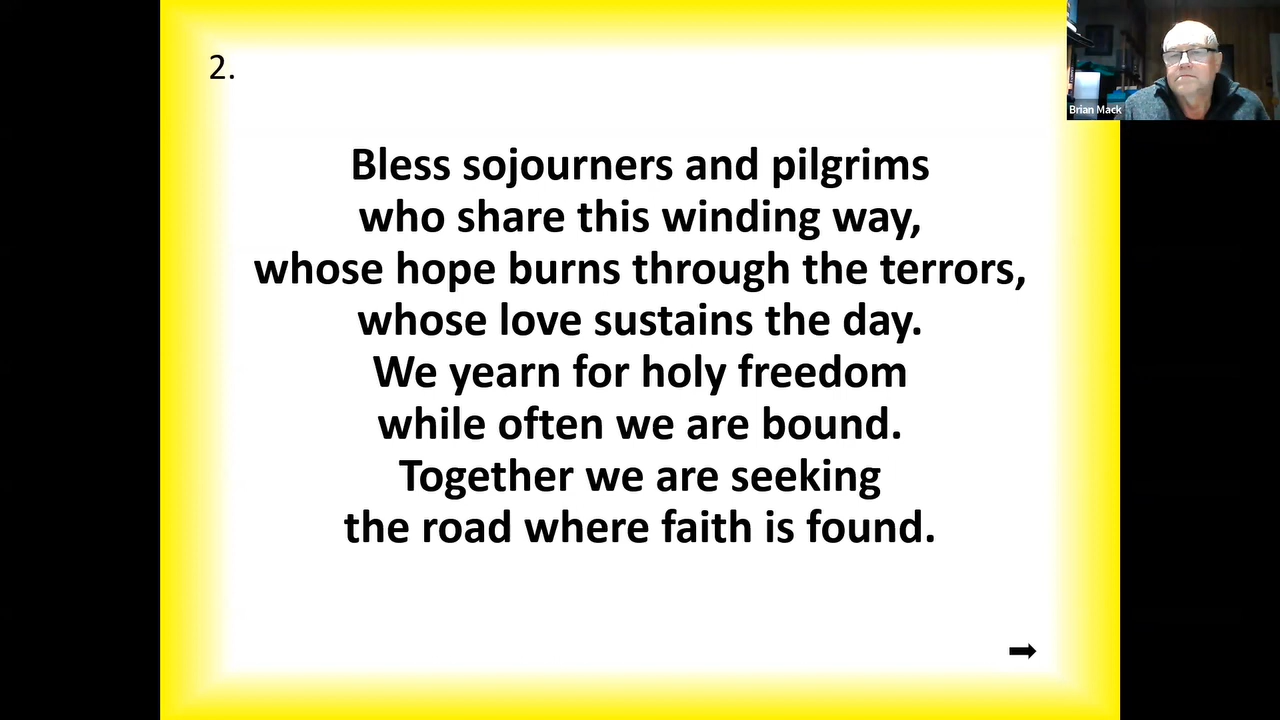 2.
Bless sojourners and pilgrims
who share this winding way,
whose hope burns through the terrors,
whose love sustains the day.
We yearn for holy freedom
while often we are bound.
Together we are seeking
the road where faith is found.
Brian Mack